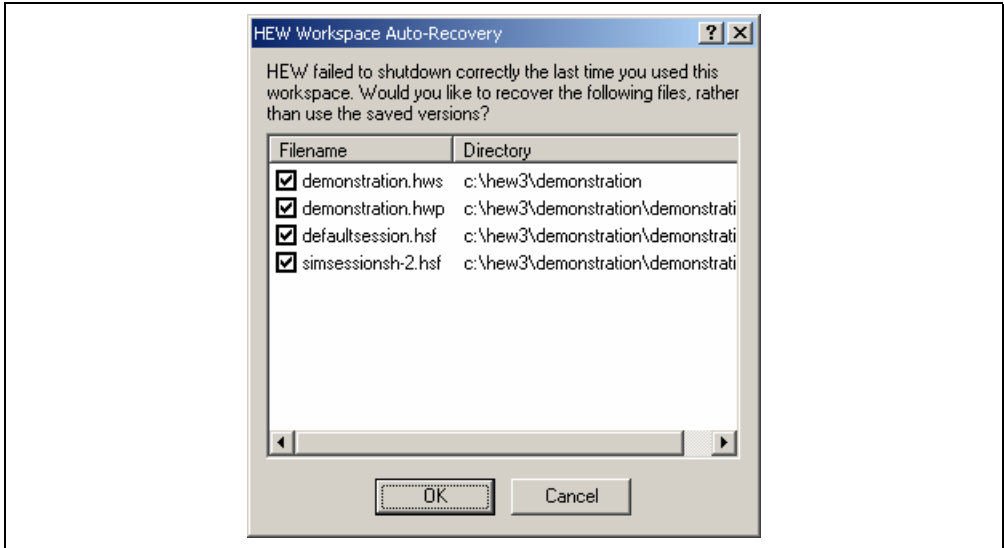 HEW Workspace Auto-Recovery
HEW failed to shutdown correctly the last time you used this
workspace. Would you like to recover the following files, rather
than use the saved versions?
Filename Directory
demonstration.hws c:\hew3\demonstration
demonstration.hwp c:\hew3\demonstration\demonstrati
defaultsession.hsf c:\hew3\demonstration\demonstrati
simsessionsh-2.hsf c:\hew3\demonstration\demonstrati
OK Cancel